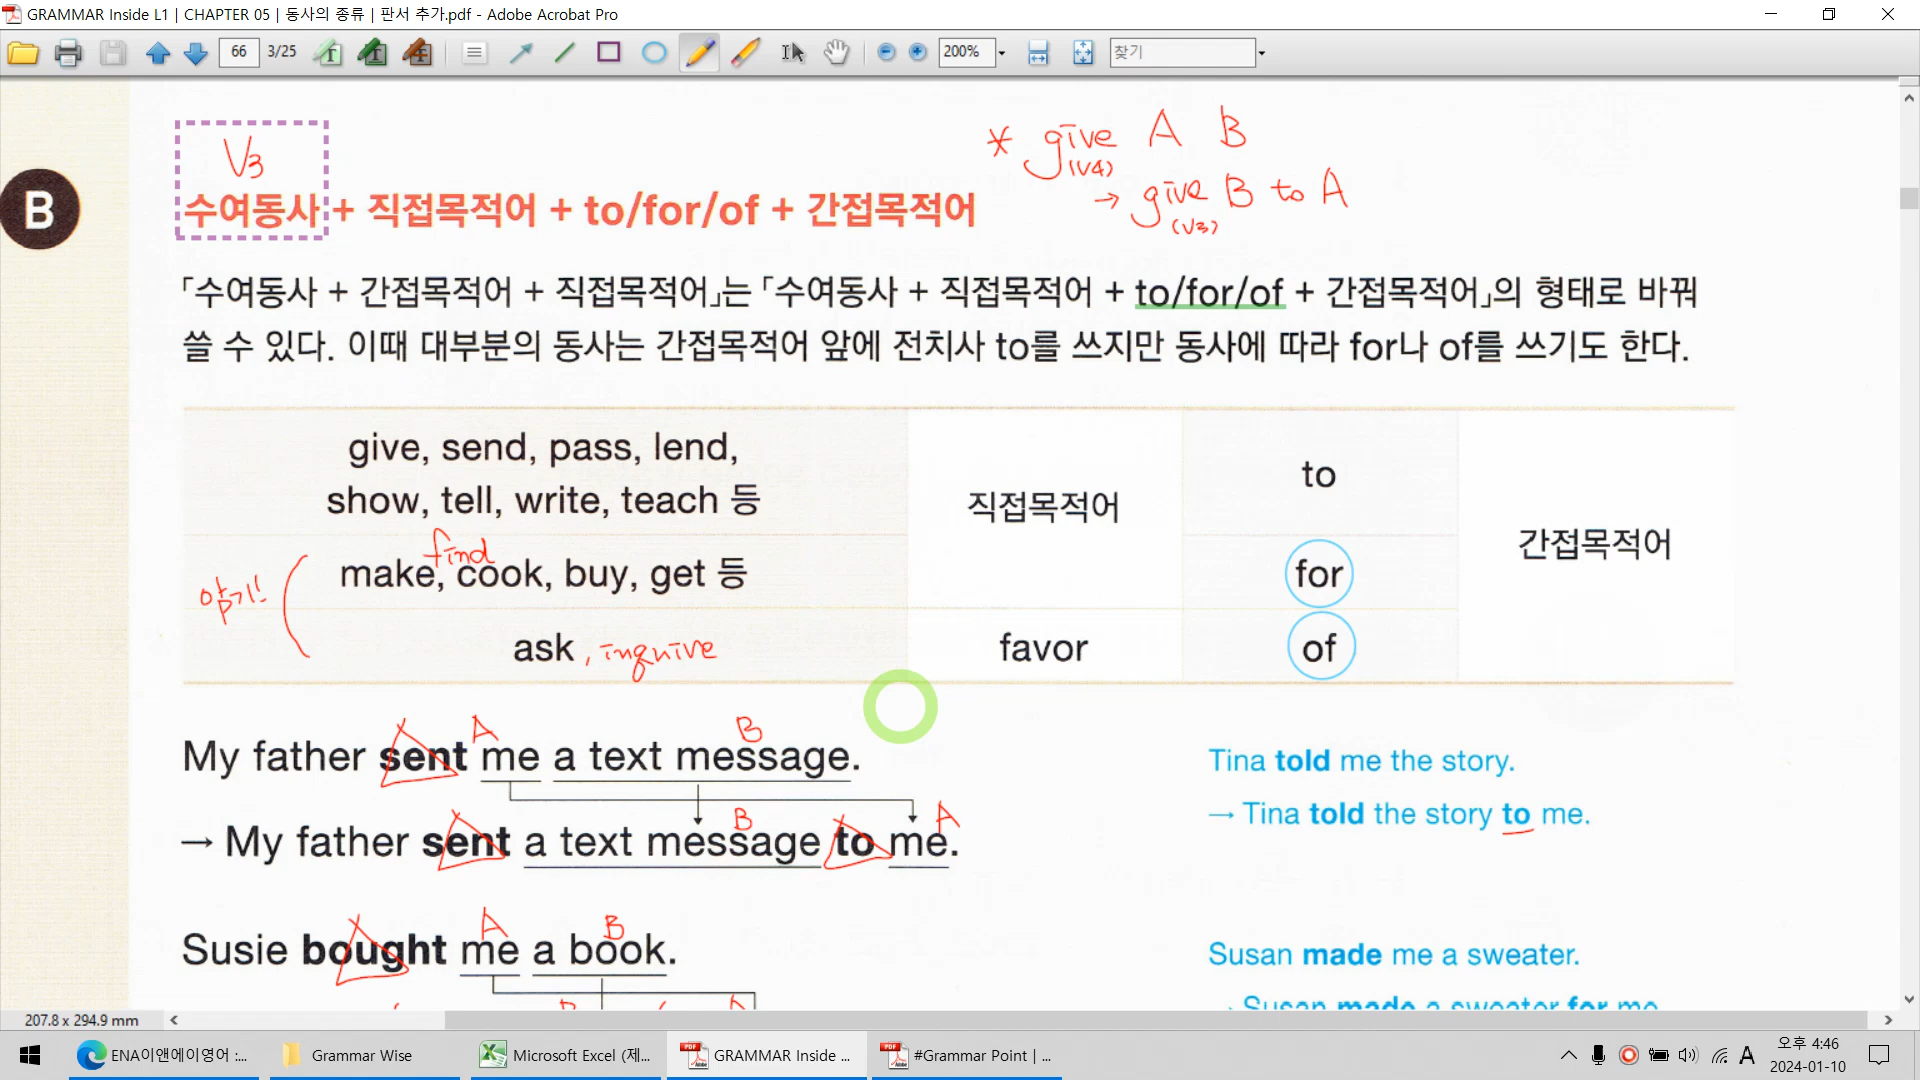 GRAMMAR Inside L1 | CHAPTER 05 | 동사의 종류 | 판서 추가.pdf - Adobe Acrobat Pro
66 3/25 200% 찾기
V3
* give A B
(V4)
→ give B to A
(V3)
B 수여동사 + 직접목적어 + to/for/of + 간접목적어
「수여동사 + 간접목적어 + 직접목적어」는 「수여동사 + 직접목적어 + to/for/of + 간접목적어」의 형태로 바꿔
쓸 수 있다. 이때 대부분의 동사는 간접목적어 앞에 전치사 to를 쓰지만 동사에 따라 for나 of를 쓰기도 한다.
give, send, pass, lend,
show, tell, write, teach 등
직접목적어
to
간접목적어
find
make, cook, buy, get 등
for
암기!
ask , inquire
favor
of
A B
My father sent me a text message.
B A
→ My father sent a text message to me.
Tina told me the story.
→ Tina told the story to me.
A B
Susie bought me a book.
Susan made me a sweater.
→ Susan made a sweater for me
207.8 x 294.9 mm
ENA이앤에이영어 :... Grammar Wise Microsoft Excel (제... GRAMMAR Inside ... #Grammar Point | ...
A
오후 4:46
2024-01-10